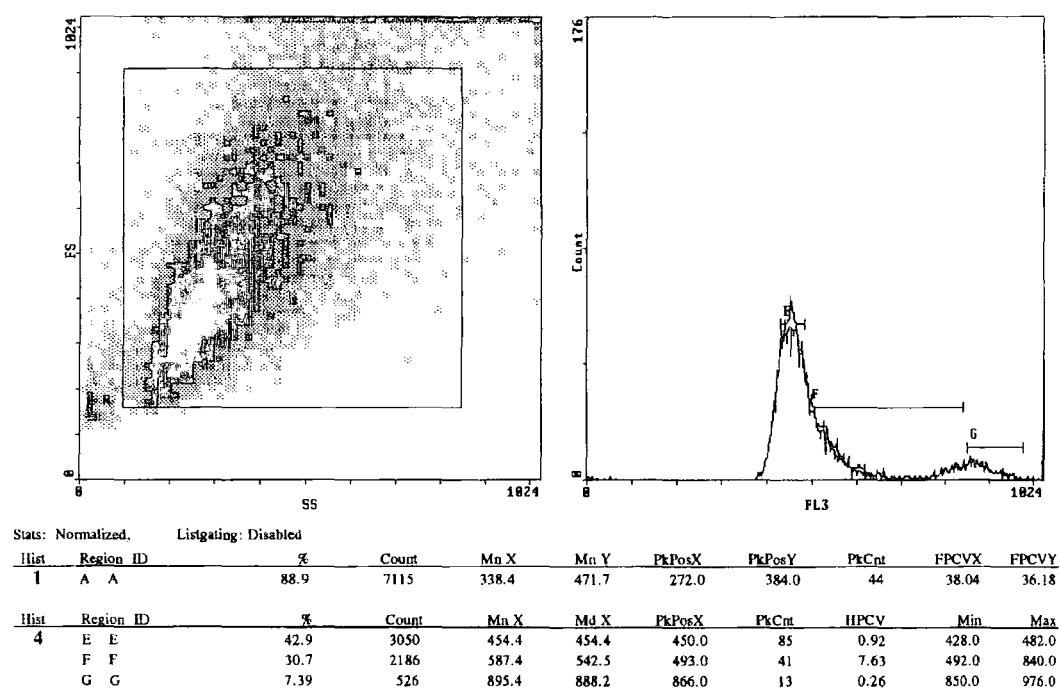 1024
FS
0
R
0
SS
1024
176
Count
0
E
F
G
0
FL3
1024
Stats: Normalized, Listgating: Disabled
Hist Region ID % Count Mn X Mn Y PkPosX PkPosY PkCnt FPCVX FPCVY
1 A A 88.9 7115 338.4 471.7 272.0 384.0 44 38.04 36.18
Hist Region ID % Count Mn X Md X PkPosX PkCnt HPCV Min Max
4 E E 42.9 3050 454.4 454.4 450.0 85 0.92 428.0 482.0
F F 30.7 2186 587.4 542.5 493.0 41 7.63 492.0 840.0
G G 7.39 526 895.4 888.2 866.0 13 0.26 850.0 976.0